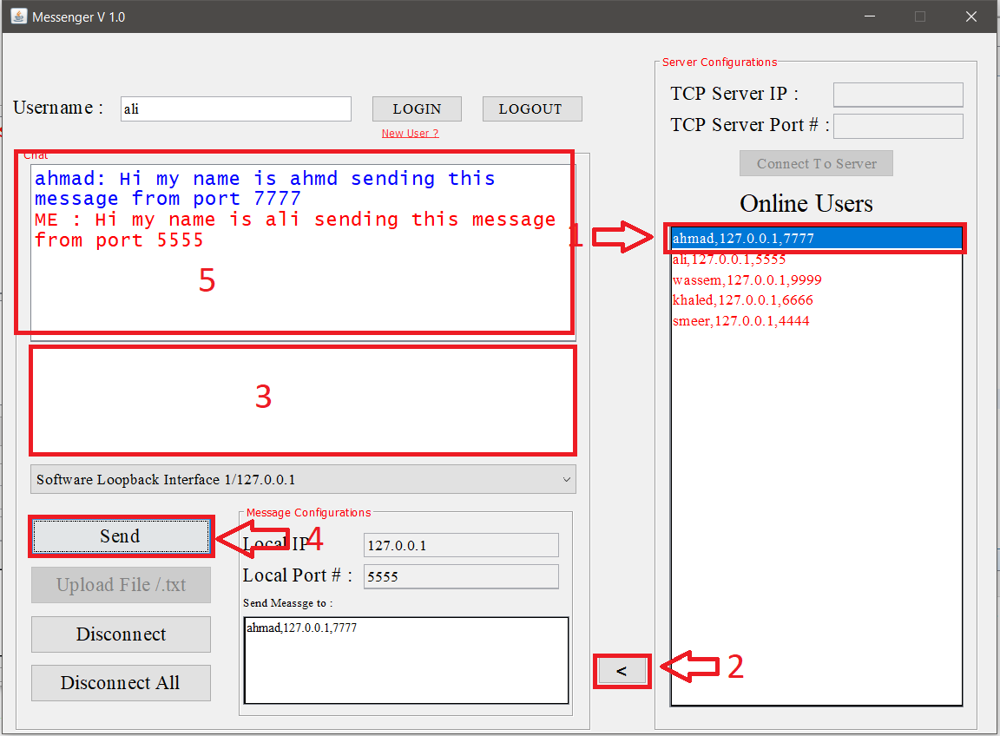 Messenger V 1.0
Server Configurations
Username :
ali
LOGIN
LOGOUT
New User ?
TCP Server IP :
TCP Server Port # :
Connect To Server
Chat
ahmad: Hi my name is ahmd sending this
message from port 7777
ME : Hi my name is ali sending this message
from port 5555
5
Online Users
1
ahmad,127.0.0.1,7777
ali,127.0.0.1,5555
wassem,127.0.0.1,9999
khaled,127.0.0.1,6666
smeer,127.0.0.1,4444
3
Software Loopback Interface 1/127.0.0.1
Send
4
Upload File /.txt
Disconnect
Disconnect All
Message Configurations
Local IP
127.0.0.1
Local Port # :
5555
Send Meassge to :
ahmad,127.0.0.1,7777
<
2